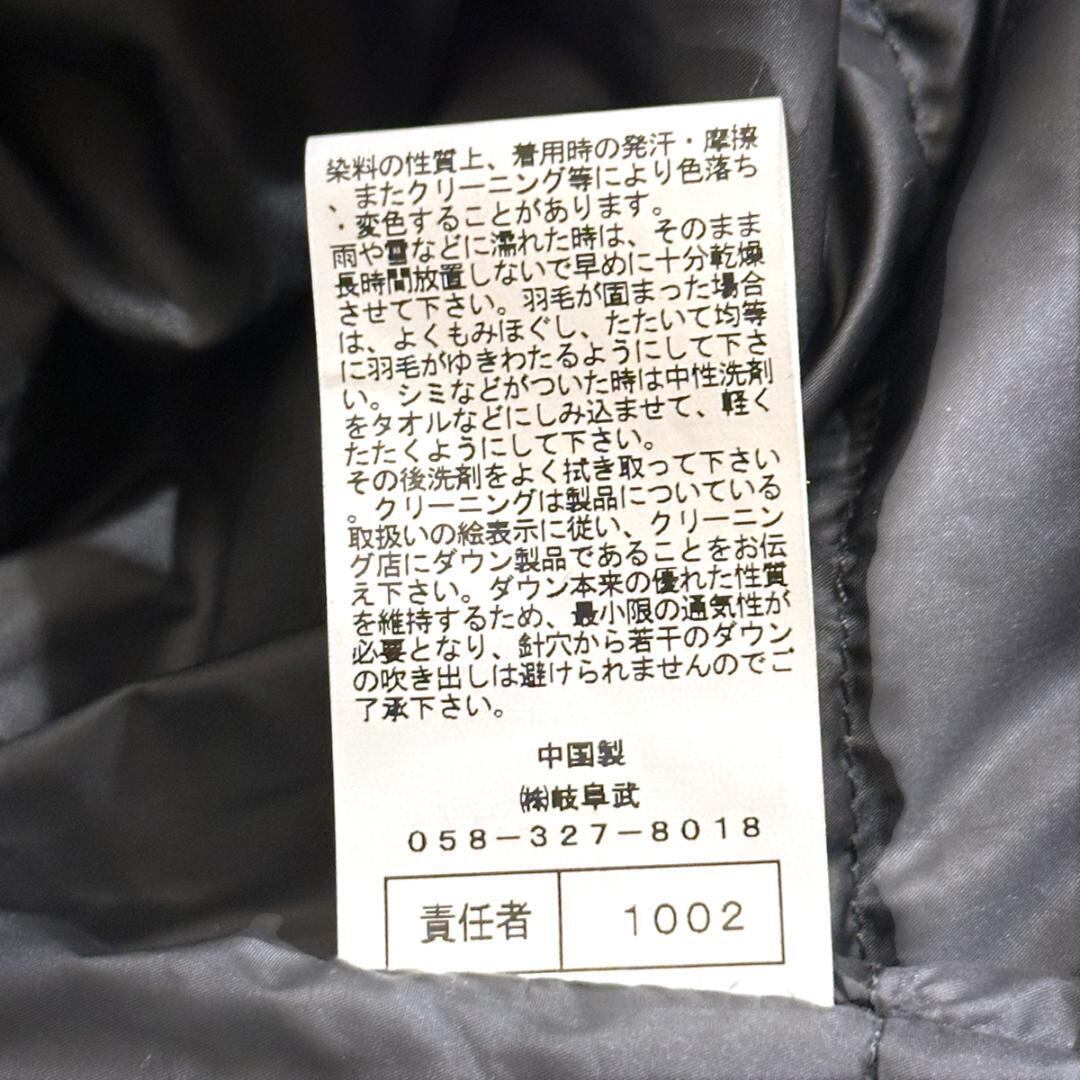 染料の性質上、着用時の発汗・摩擦
、またクリーニング等により色落ち
・変色することがあります。
雨や雪などに濡れた時は、そのまま
長時間放置しないで早めに十分乾燥
させて下さい。羽毛が固まった場合
は、よくもみほぐし、たたいて均等
に羽毛がゆきわたるようにして下さ
い。シミなどがついた時は中性洗剤
をタオルなどにしみ込ませて、軽く
たたくようにして下さい。
その後洗剤をよく拭き取って下さい
。クリーニングは製品についている
取扱いの絵表示に従い、クリーニン
グ店にダウン製品であることをお伝
え下さい。ダウン本来の優れた性質
を維持するため、最小限の通気性が
必要となり、針穴から若干のダウン
の吹き出しは避けられませんのでご
了承下さい。
中国製
㈱岐阜武
058-327-8018
責任者 1002